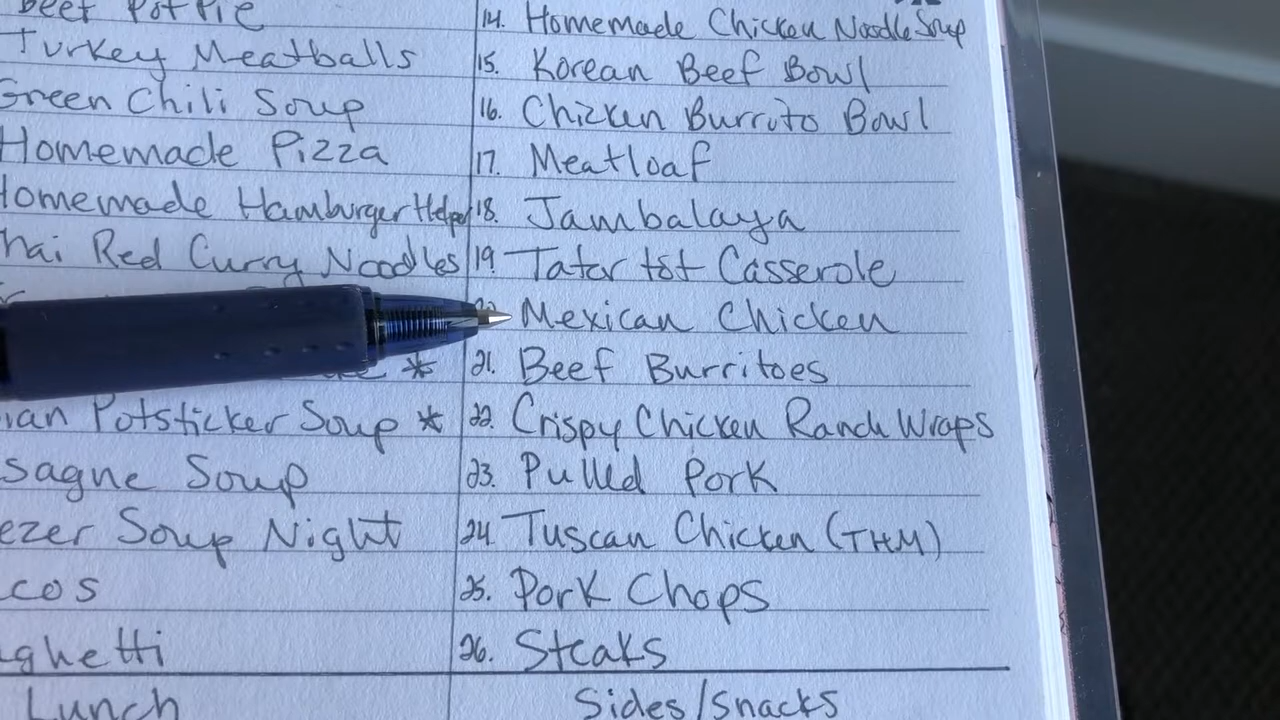 Beef Pot Pie
Turkey Meatballs
Green Chili Soup
Homemade Pizza
Homemade Hamburger Helper
Thai Red Curry Noodles
*
Potsticker Soup *
sagne Soup
ezer Soup Night
cos
ghetti
Lunch
14. Homemade Chicken Noodle Soup
15. Korean Beef Bowl
16. Chicken Burrito Bowl
17. Meatloaf
18. Jambalaya
19. Tater tot Casserole
20. Mexican Chicken
21. Beef Burritoes
22. Crispy Chicken Ranch Wraps
23. Pulled Pork
24. Tuscan Chicken (THM)
25. Pork Chops
26. Steaks
Sides/Snacks